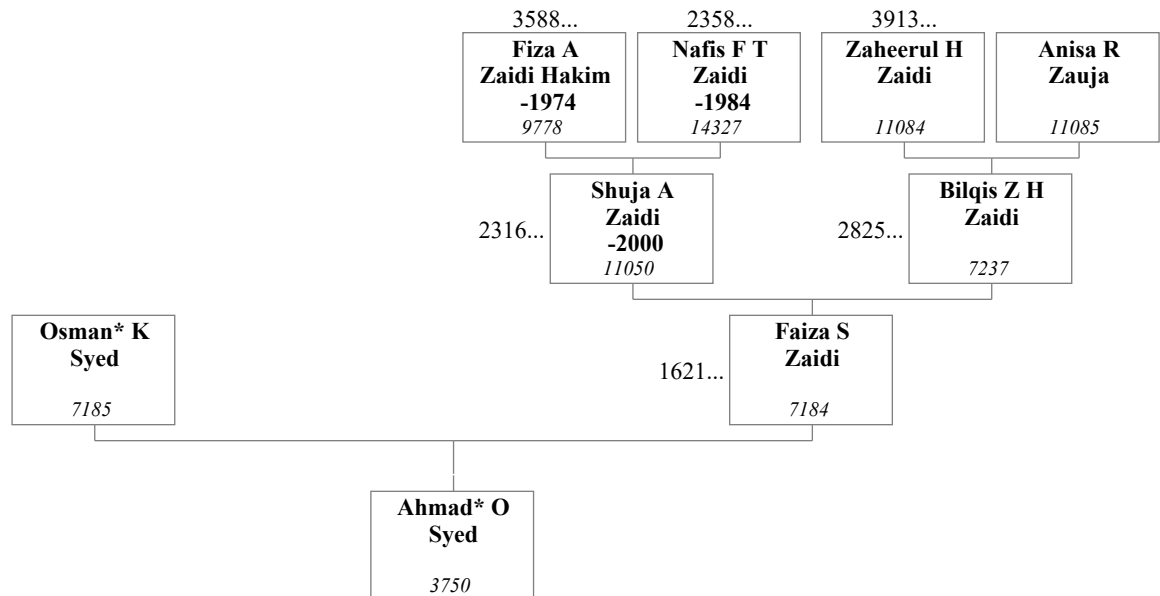 3588...
2358...
3913...
Fiza A
Zaidi Hakim
-1974
9778
Nafis F T
Zaidi
-1984
14327
Zaheerul H
Zaidi
11084
Anisa R
Zauja
11085
2316...
Shuja A
Zaidi
-2000
11050
2825...
Bilqis Z H
Zaidi
7237
Osman* K
Syed
7185
1621...
Faiza S
Zaidi
7184
Ahmad* O
Syed
3750